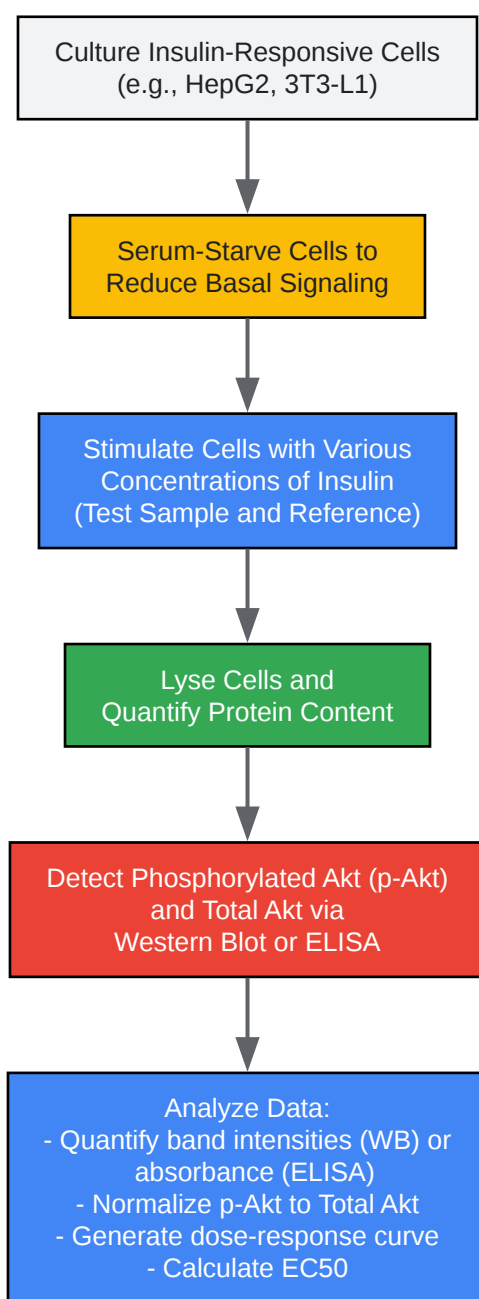 Culture Insulin-Responsive Cells
(e.g., HepG2, 3T3-L1)
Serum-Starve Cells to
Reduce Basal Signaling
Stimulate Cells with Various
Concentrations of Insulin
(Test Sample and Reference)
Lyse Cells and
Quantify Protein Content
Detect Phosphorylated Akt (p-Akt)
and Total Akt via
Western Blot or ELISA
Analyze Data:
- Quantify band intensities (WB) or
absorbance (ELISA)
- Normalize p-Akt to Total Akt
- Generate dose-response curve
- Calculate EC50